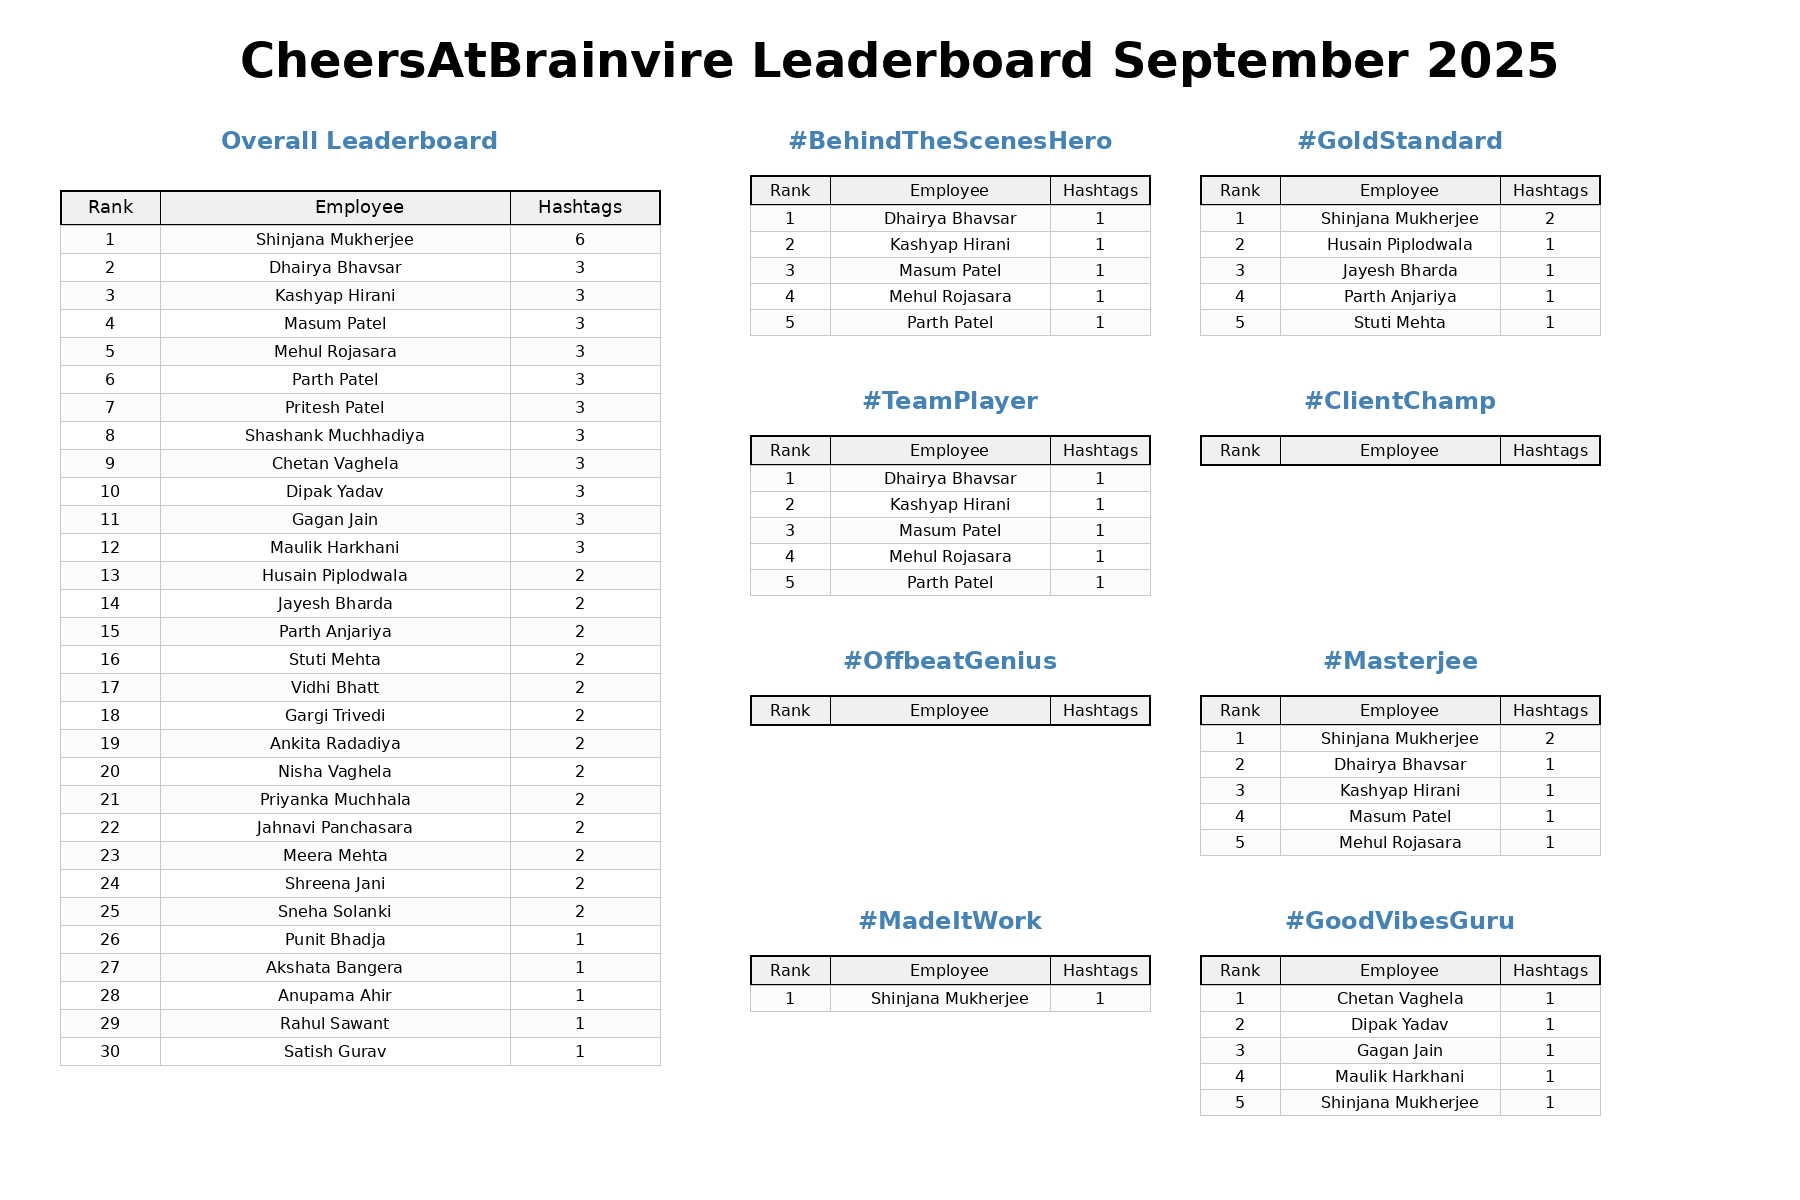 CheersAtBrainvire Leaderboard September 2025
Overall Leaderboard
Rank Employee Hashtags
1 Shinjana Mukherjee 6
2 Dhairya Bhavsar 3
3 Kashyap Hirani 3
4 Masum Patel 3
5 Mehul Rojasara 3
6 Parth Patel 3
7 Pritesh Patel 3
8 Shashank Muchhadiya 3
9 Chetan Vaghela 3
10 Dipak Yadav 3
11 Gagan Jain 3
12 Maulik Harkhani 3
13 Husain Piplodwala 2
14 Jayesh Bharda 2
15 Parth Anjariya 2
16 Stuti Mehta 2
17 Vidhi Bhatt 2
18 Gargi Trivedi 2
19 Ankita Radadiya 2
20 Nisha Vaghela 2
21 Priyanka Muchhala 2
22 Jahnavi Panchasara 2
23 Meera Mehta 2
24 Shreena Jani 2
25 Sneha Solanki 2
26 Punit Bhadja 1
27 Akshata Bangera 1
28 Anupama Ahir 1
29 Rahul Sawant 1
30 Satish Gurav 1
#BehindTheScenesHero
Rank Employee Hashtags
1 Dhairya Bhavsar 1
2 Kashyap Hirani 1
3 Masum Patel 1
4 Mehul Rojasara 1
5 Parth Patel 1
#GoldStandard
Rank Employee Hashtags
1 Shinjana Mukherjee 2
2 Husain Piplodwala 1
3 Jayesh Bharda 1
4 Parth Anjariya 1
5 Stuti Mehta 1
#TeamPlayer
Rank Employee Hashtags
1 Dhairya Bhavsar 1
2 Kashyap Hirani 1
3 Masum Patel 1
4 Mehul Rojasara 1
5 Parth Patel 1
#ClientChamp
Rank Employee Hashtags
#OffbeatGenius
Rank Employee Hashtags
#Masterjee
Rank Employee Hashtags
1 Shinjana Mukherjee 2
2 Dhairya Bhavsar 1
3 Kashyap Hirani 1
4 Masum Patel 1
5 Mehul Rojasara 1
#MadeItWork
Rank Employee Hashtags
1 Shinjana Mukherjee 1
#GoodVibesGuru
Rank Employee Hashtags
1 Chetan Vaghela 1
2 Dipak Yadav 1
3 Gagan Jain 1
4 Maulik Harkhani 1
5 Shinjana Mukherjee 1